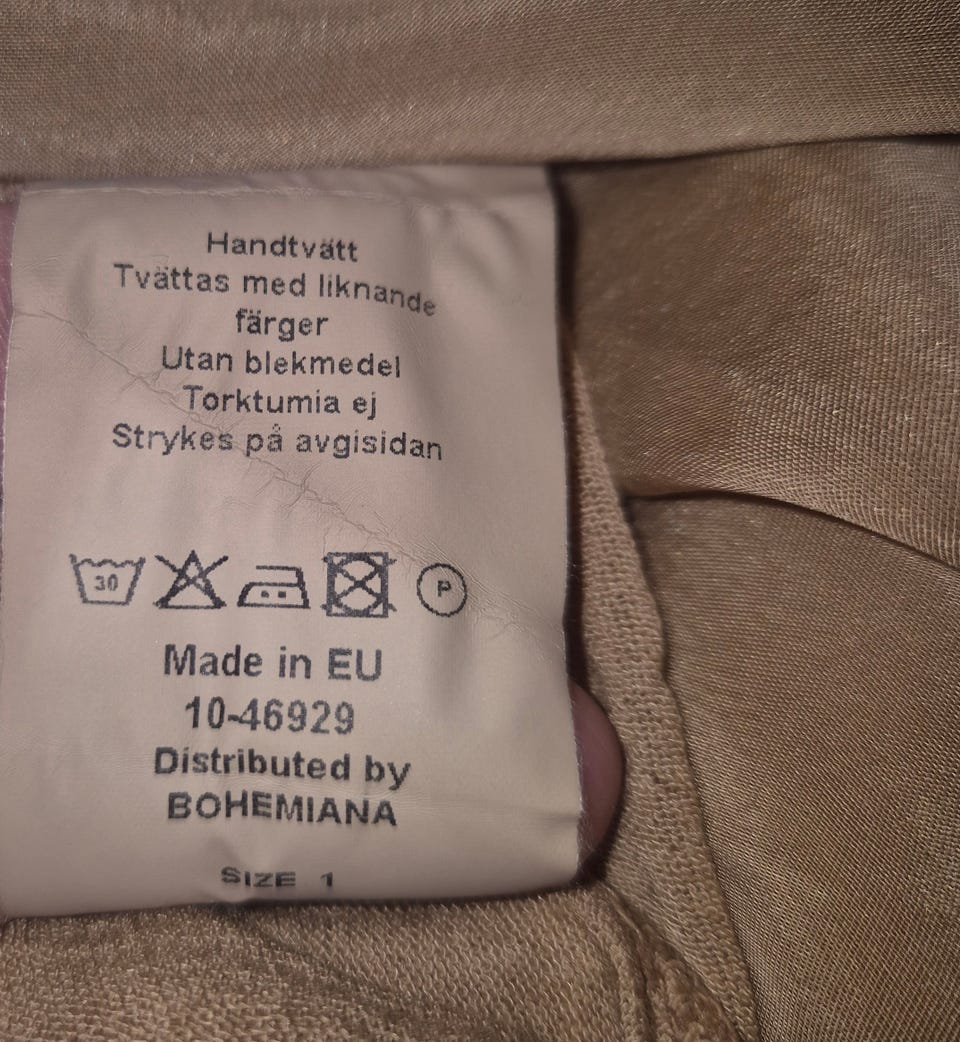 Handtvätt
Tvättas med liknande
färger
Utan blekmedel
Torktumia ej
Strykes på avgisidan
30 P
Made in EU
10-46929
Distributed by
BOHEMIANA
SIZE 1